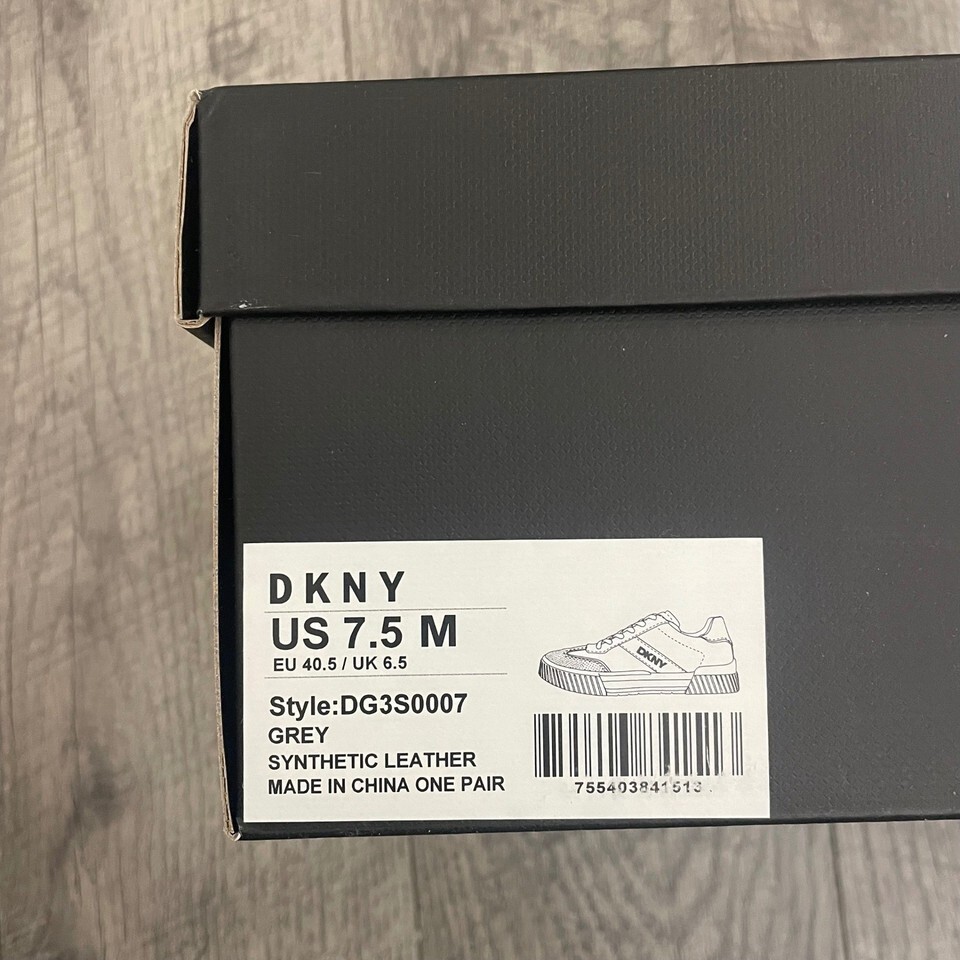 DKNY
US 7.5 M
EU 40.5 / UK 6.5
Style:DG3S0007
GREY
SYNTHETIC LEATHER
MADE IN CHINA ONE PAIR
DKNY
755403841513